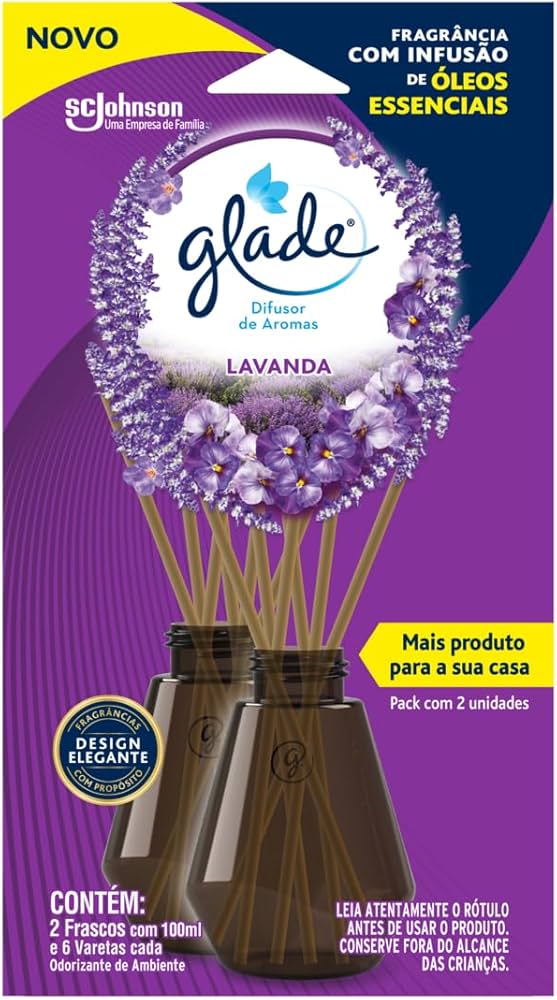 NOVO
FRAGRÂNCIA
COM INFUSÃO
DE ÓLEOS
ESSENCIAIS
SC Johnson
Uma Empresa de Família
glade®
Difusor
de Aromas
LAVANDA
Mais produto
para a sua casa
Pack com 2 unidades
FRAGRÂNCIAS
DESIGN
ELEGANTE
COM PROPÓSITO
g
g
CONTÉM:
2 Frascos com 100ml
e 6 Varetas cada
Odorizante de Ambiente
LEIA ATENTAMENTE O RÓTULO
ANTES DE USAR O PRODUTO.
CONSERVE FORA DO ALCANCE
DAS CRIANÇAS.